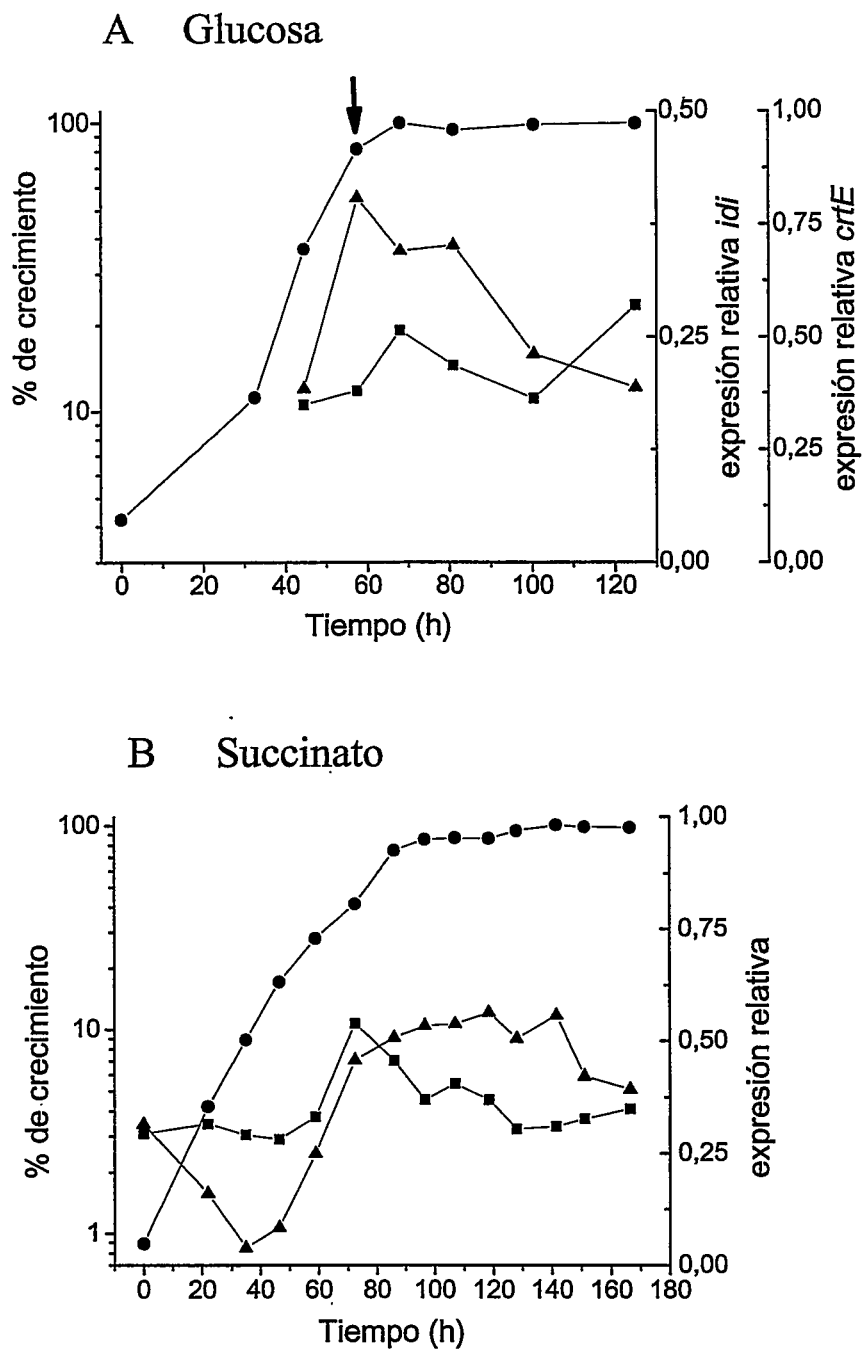 A Glucosa
100
10
% de crecimiento
0,50
0,25
0,00
expresión relativa idi
1,00
0,75
0,50
0,25
0,00
expresión relativa crtE
0 20 40 60 80 100 120
Tiempo (h)
B Succinato
100
10
1
% de crecimiento
1,00
0,75
0,50
0,25
0,00
expresión relativa
0 20 40 60 80 100 120 140 160 180
Tiempo (h)